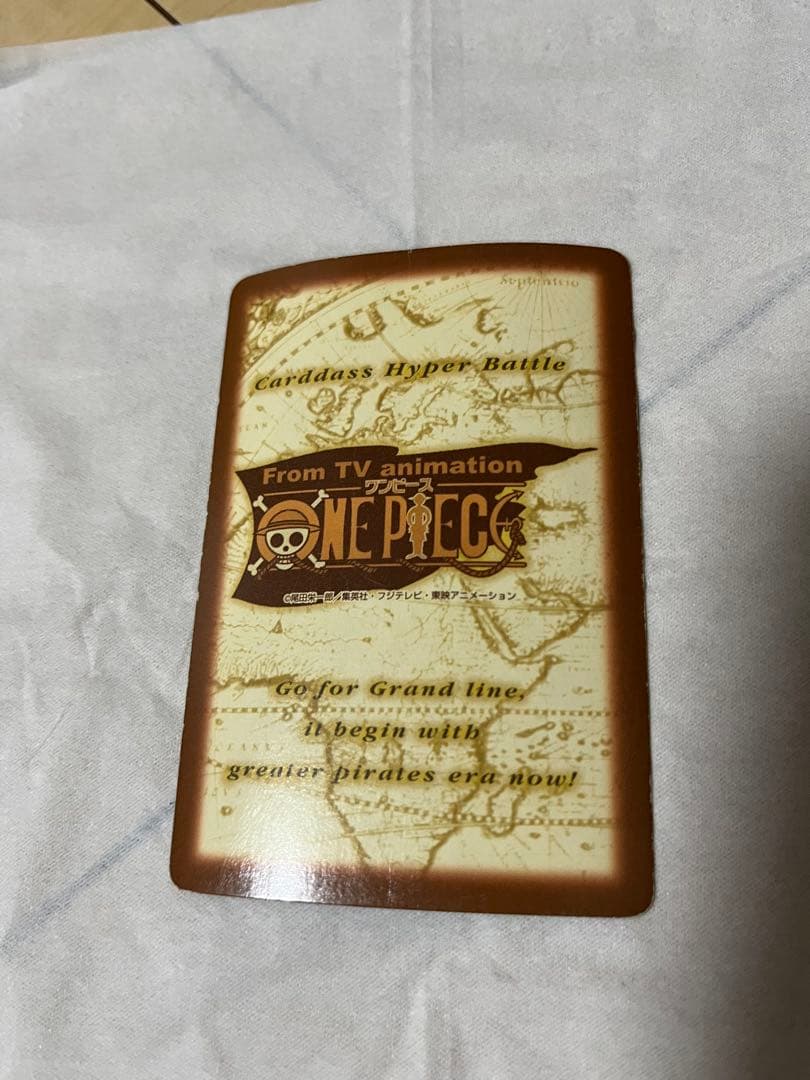 Septentrio
Carddass Hyper Battle
From TV animation
ワンピース
ONE PIECE
©尾田栄一郎／集英社・フジテレビ・東映アニメーション
Go for Grand line,
it begin with
greater pirates era now!